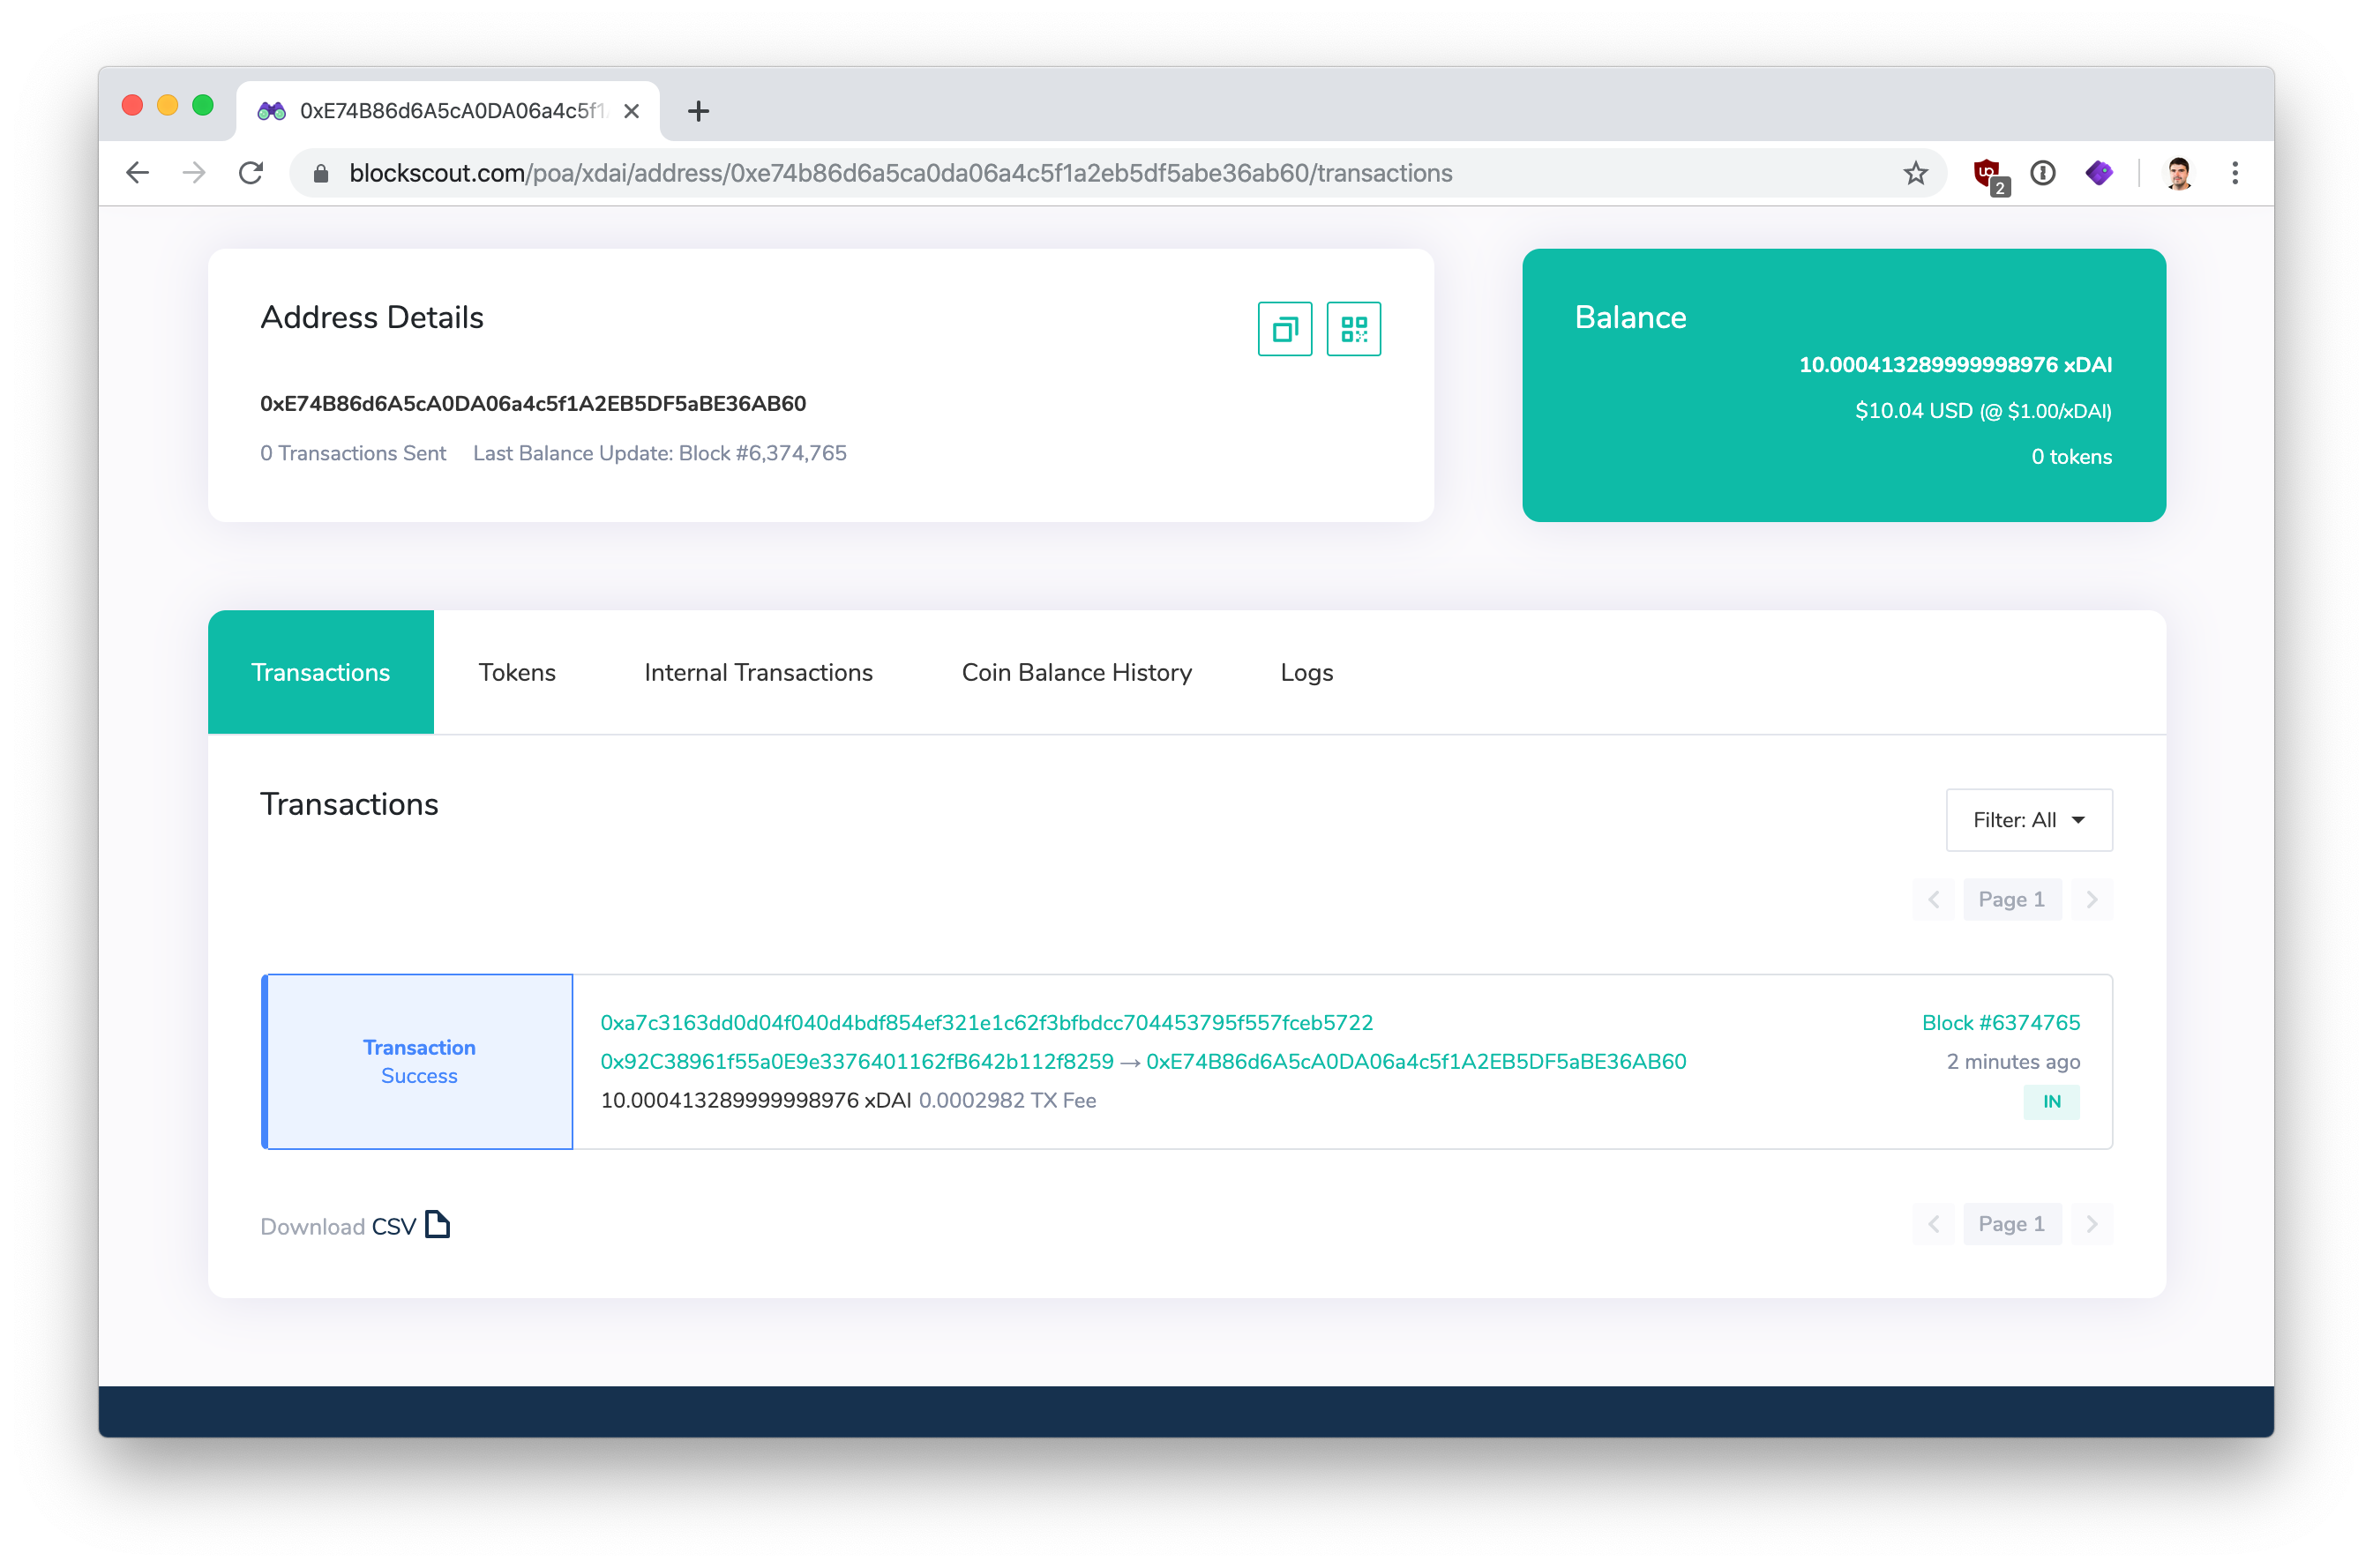 0xE74B86d6A5cA0DA06a4c5f1
blockscout.com/poa/xdai/address/0xe74b86d6a5ca0da06a4c5f1a2eb5df5abe36ab60/transactions
2
Address Details
0xE74B86d6A5cA0DA06a4c5f1A2EB5DF5aBE36AB60
0 Transactions Sent Last Balance Update: Block #6,374,765
Balance
10.000413289999998976 xDAI
$10.04 USD (@ $1.00/xDAI)
0 tokens
Transactions Tokens Internal Transactions Coin Balance History Logs
Transactions
Filter: All
Page 1
Transaction
Success
0xa7c3163dd0d04f040d4bdf854ef321e1c62f3bfbdcc704453795f557fceb5722
0x92C38961f55a0E9e3376401162fB642b112f8259 → 0xE74B86d6A5cA0DA06a4c5f1A2EB5DF5aBE36AB60
10.000413289999998976 xDAI 0.0002982 TX Fee
Block #6374765
2 minutes ago
IN
Download CSV
Page 1